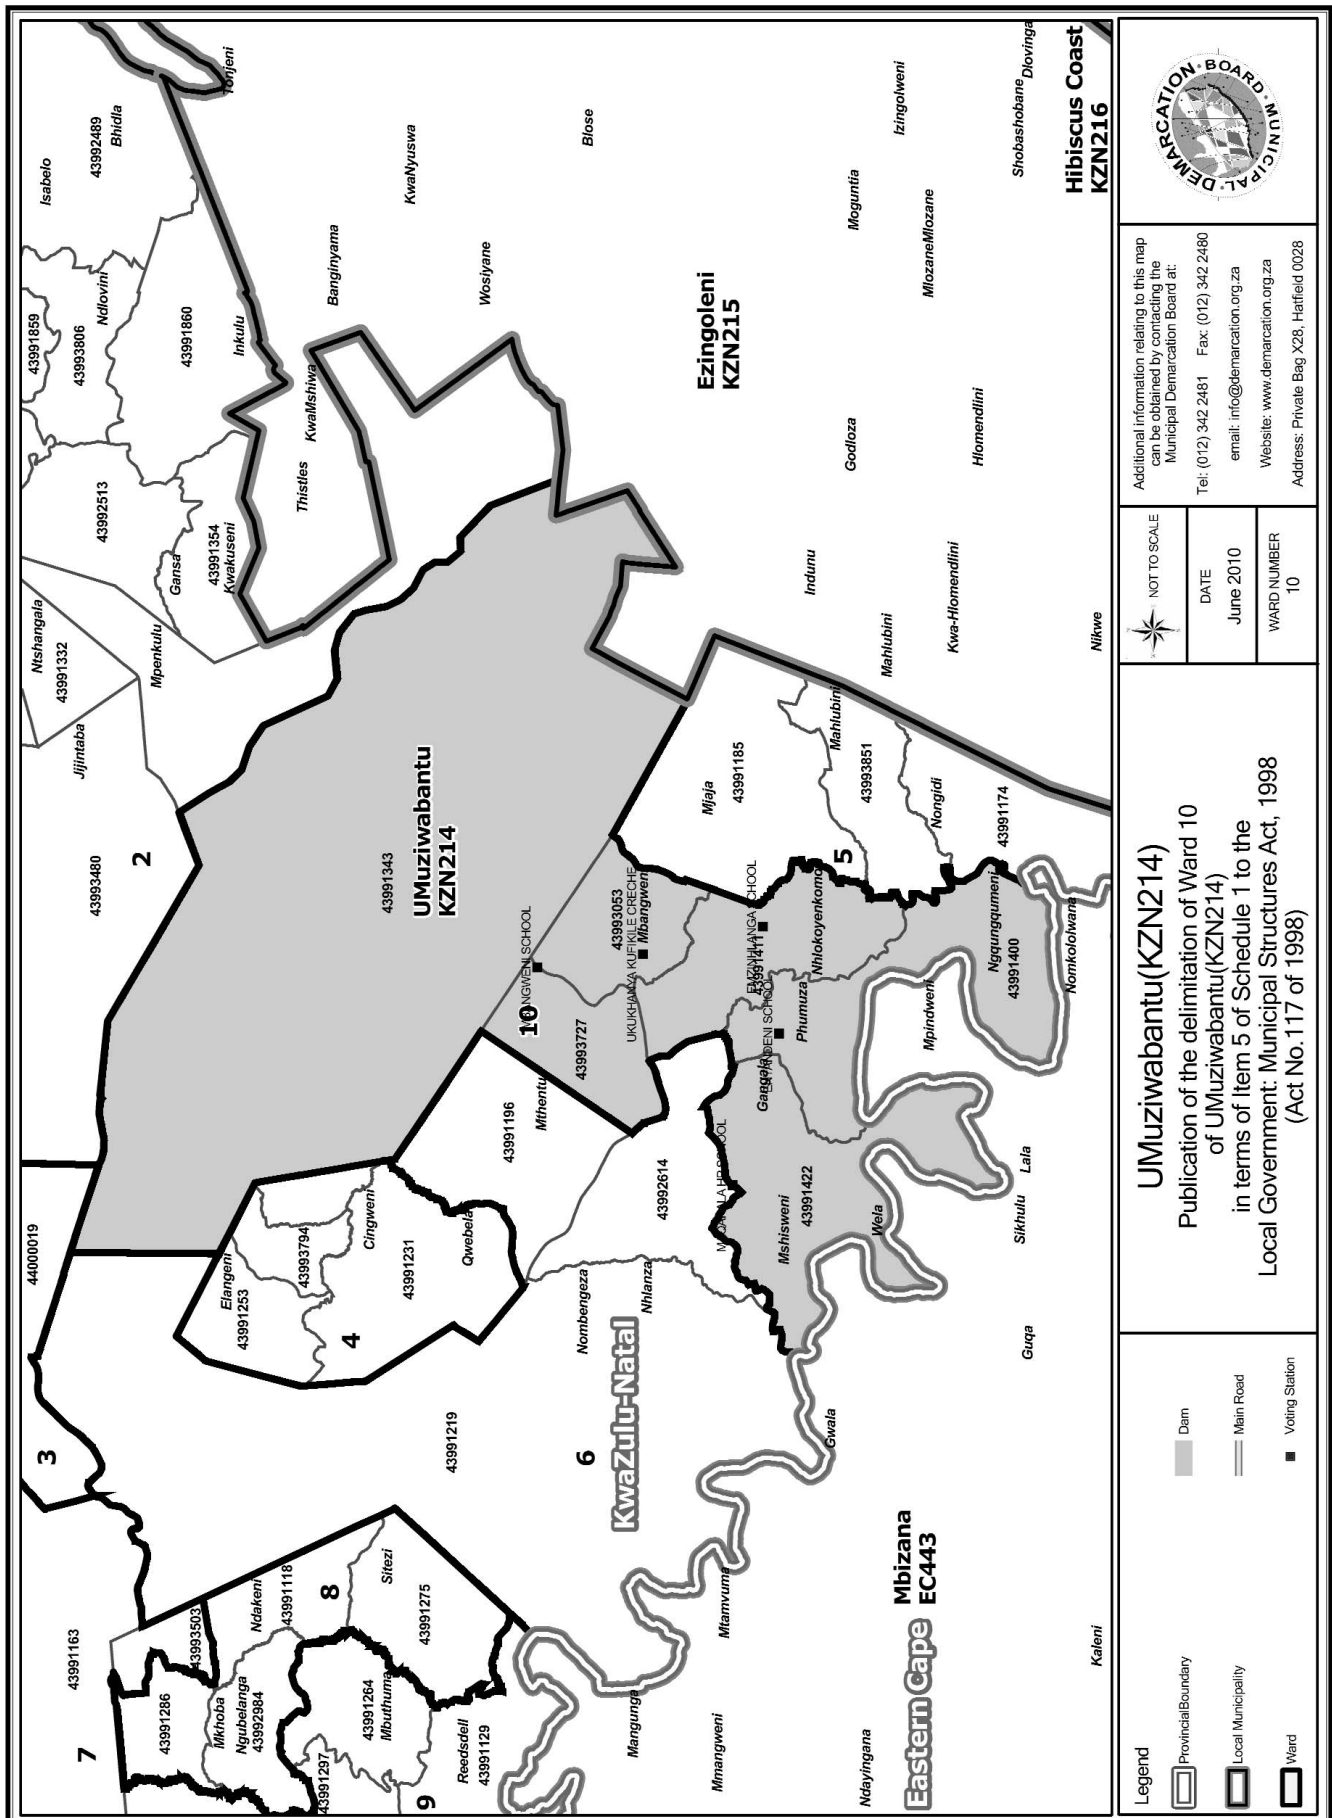 7
43991163
3
44000019
43993480
Jijintaba
Ntshangala
43991332
2
Mpenkulu
43992513
Gansa
43991354
Kwakuseni
43991859
43993806
Ndlovini
Isabelo
43992489
Bhidla
43991860
Inkulu
Tonjeni
Thistles
KwaMshiwa
Banginyama
KwaNyuswa
Wosiyane
Blose
43991286
43993503
Mkhoba
Ngubelanga
43992984
Ndakeni
43991118
8
Sitezi
43991275
43991297
43991264
Mbuthuma
9
Reedsdell
43991129
Elangeni
43991253
43993794
4
Cingweni
43991231
Qwebela
43991219
6
KwaZulu-Natal
43991343
UMuziwabantu
KZN214
43991196
Mthentu
10
MBANGWENI SCHOOL
43993727
43993053
Mbangweni
UKUKHANYA KUFIKILE CRECHE
Nombengeza
Nhlanza
43992614
Mjaja
43991185
Ezingoleni
KZN215
43991411
Nhlokoyenkomo
Phumuza
Gangala
Mshisweni
43991422
Mahlubini
43993851
5
Nongidi
43991174
Ngqungqumeni
43991400
Nomkololwana
Mpindweni
Wela
Lala
Sikhulu
Guqa
Gwala
Mtamvuma
Mangunga
Mmangweni
Ndayingana
Kaleni
Eastern Cape
Mbizana
EC443
Indunu
Godloza
Mahlubini
Kwa-Hlomendlini
Hlomendlini
Nikwe
Moguntia
MlozaneMlozane
Izingolweni
Shobashobane
Dlovinga
Hibiscus Coast
KZN216
Legend
ProvincialBoundary
Local Municipality
Ward
Dam
Main Road
Voting Station
UMuziwabantu(KZN214)
Publication of the delimitation of Ward 10
of UMuziwabantu(KZN214)
in terms of Item 5 of Schedule 1 to the
Local Government: Municipal Structures Act, 1998
(Act No.117 of 1998)
NOT TO SCALE
DATE
June 2010
WARD NUMBER
10
Additional information relating to this map
can be obtained by contacting the
Municipal Demarcation Board at:
Tel: (012) 342 2481 Fax: (012) 342 2480
email: info@demarcation.org.za
Website: www.demarcation.org.za
Address: Private Bag X28, Hatfield 0028
MUNICIPAL DEMARCATION BOARD